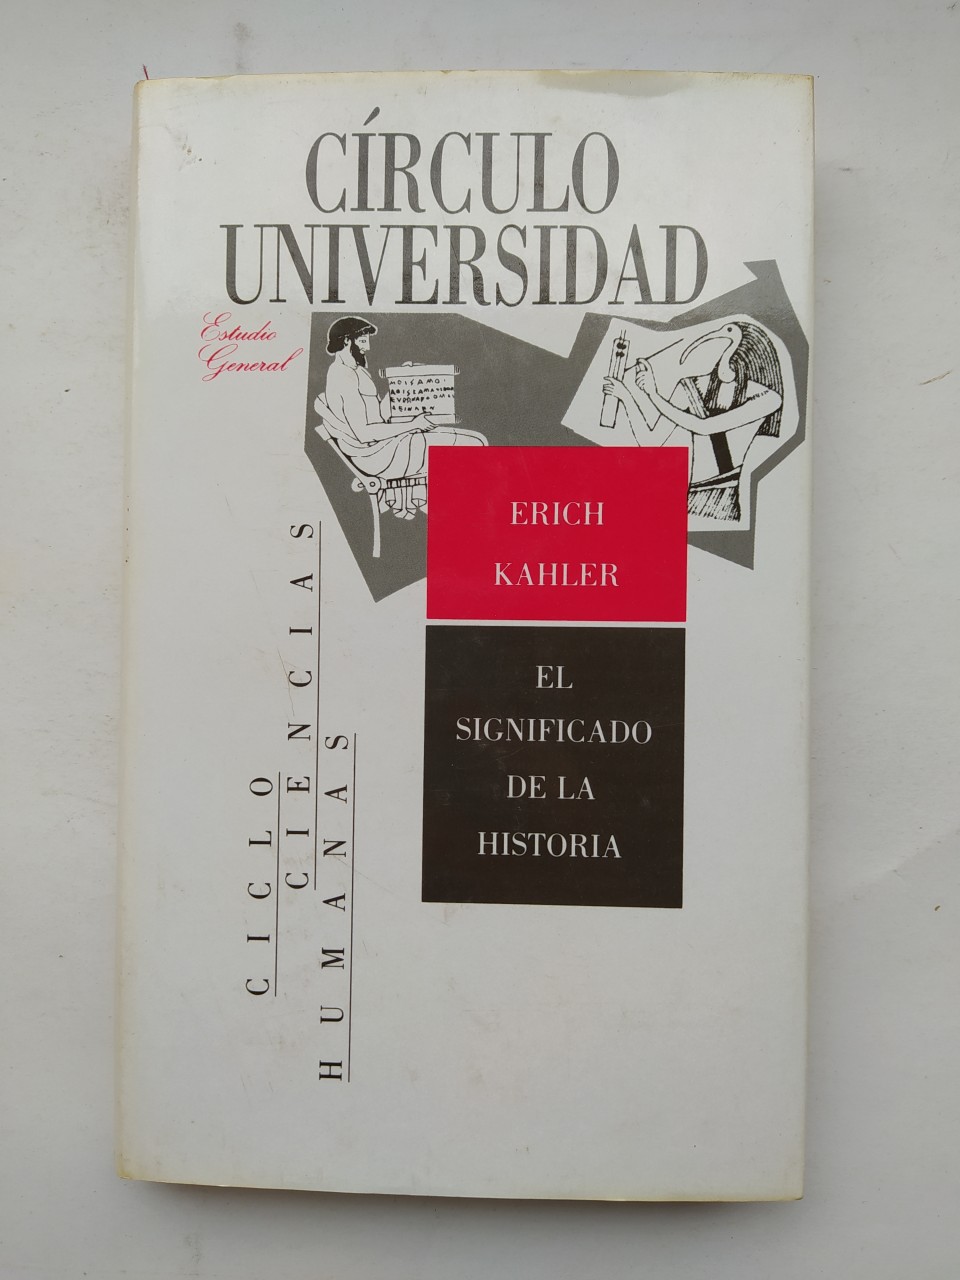 CÍRCULO
UNIVERSIDAD
Estudio
General
ERICH
KAHLER
EL
SIGNIFICADO
DE LA
HISTORIA
CICLO
CIENCIAS
HUMANAS